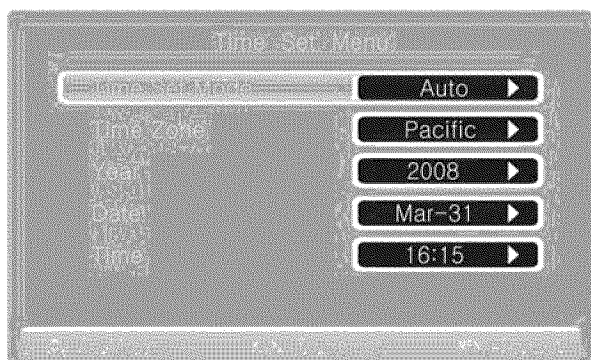 Time Set Menu
Time Set Mode Auto
Time Zone Pacific
Year 2008
Date Mar-31
Time 16:15